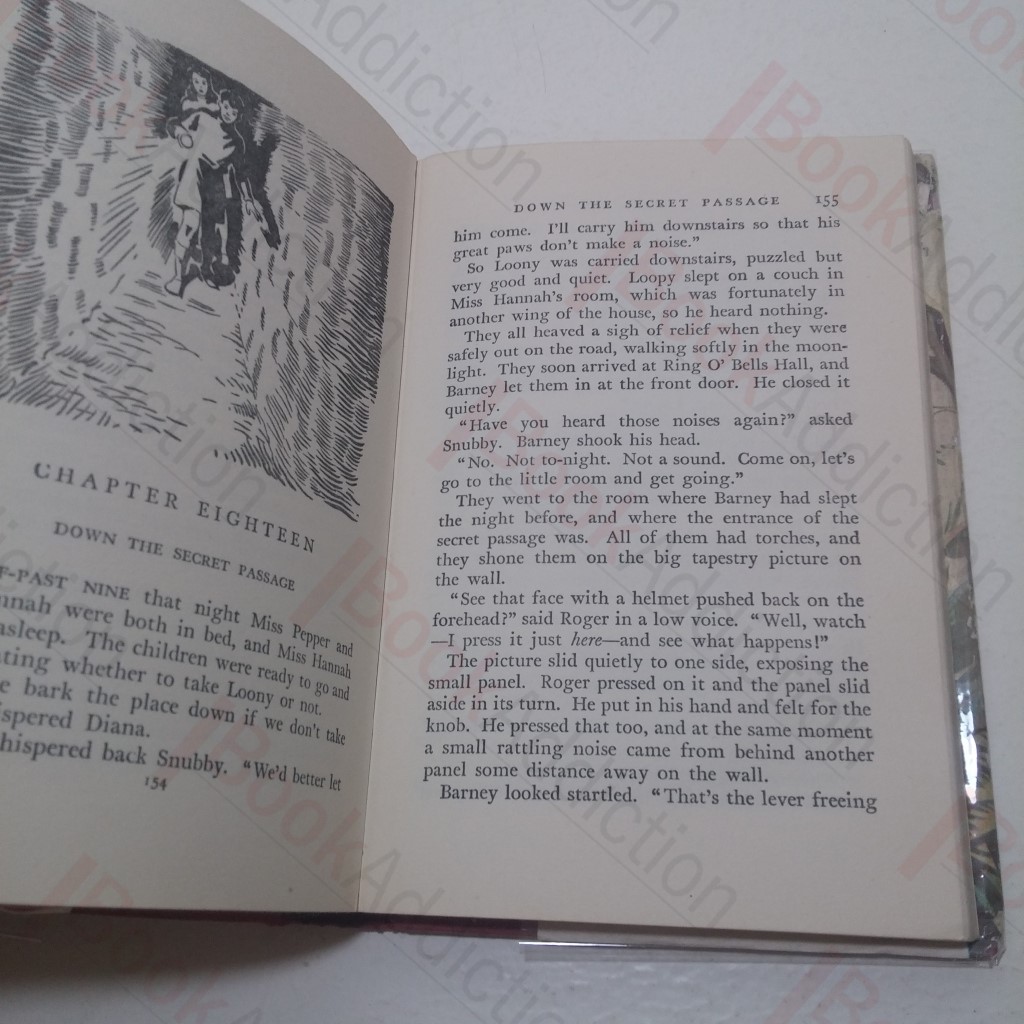 CHAPTER EIGHTEEN
DOWN THE SECRET PASSAGE
F-PAST NINE that night Miss Pepper and
nnah were both in bed, and Miss Hannah
asleep. The children were ready to go and
ting whether to take Loony or not.
e bark the place down if we don't take
ispered Diana.
hispered back Snubby. "We'd better let
154
DOWN THE SECRET PASSAGE 155
him come. I'll carry him downstairs so that his
great paws don't make a noise."
So Loony was carried downstairs, puzzled but
very good and quiet. Loopy slept on a couch in
Miss Hannah's room, which was fortunately in
another wing of the house, so he heard nothing.
They all heaved a sigh of relief when they were
safely out on the road, walking softly in the moon-
light. They soon arrived at Ring O' Bells Hall, and
Barney let them in at the front door. He closed it
quietly.
"Have you heard those noises again?" asked
Snubby. Barney shook his head.
"No. Not to-night. Not a sound. Come on, let's
go to the little room and get going."
They went to the room where Barney had slept
the night before, and where the entrance of the
secret passage was. All of them had torches, and
they shone them on the big tapestry picture on
the wall.
"See that face with a helmet pushed back on the
forehead?" said Roger in a low voice. "Well, watch
—I press it just here—and see what happens!"
The picture slid quietly to one side, exposing the
small panel. Roger pressed on it and the panel slid
aside in its turn. He put in his hand and felt for the
knob. He pressed that too, and at the same moment
a small rattling noise came from behind another
panel some distance away on the wall.
Barney looked startled. "That's the lever freeing
BookAddiction